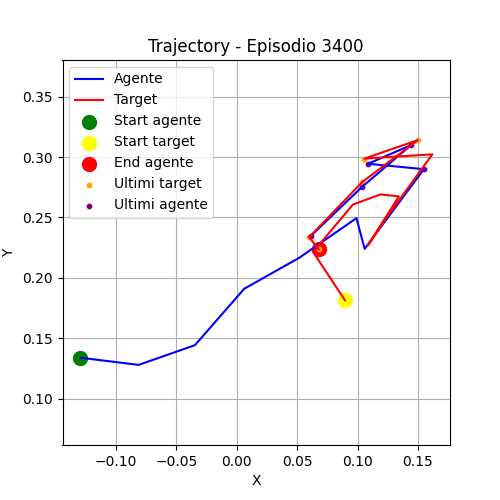 Trajectory - Episodio 3400
Agente
Target
Start agente
Start target
End agente
Ultimi target
Ultimi agente
0.35
0.30
0.25
0.20
0.15
0.10
Y
−0.10
−0.05
0.00
0.05
0.10
0.15
X